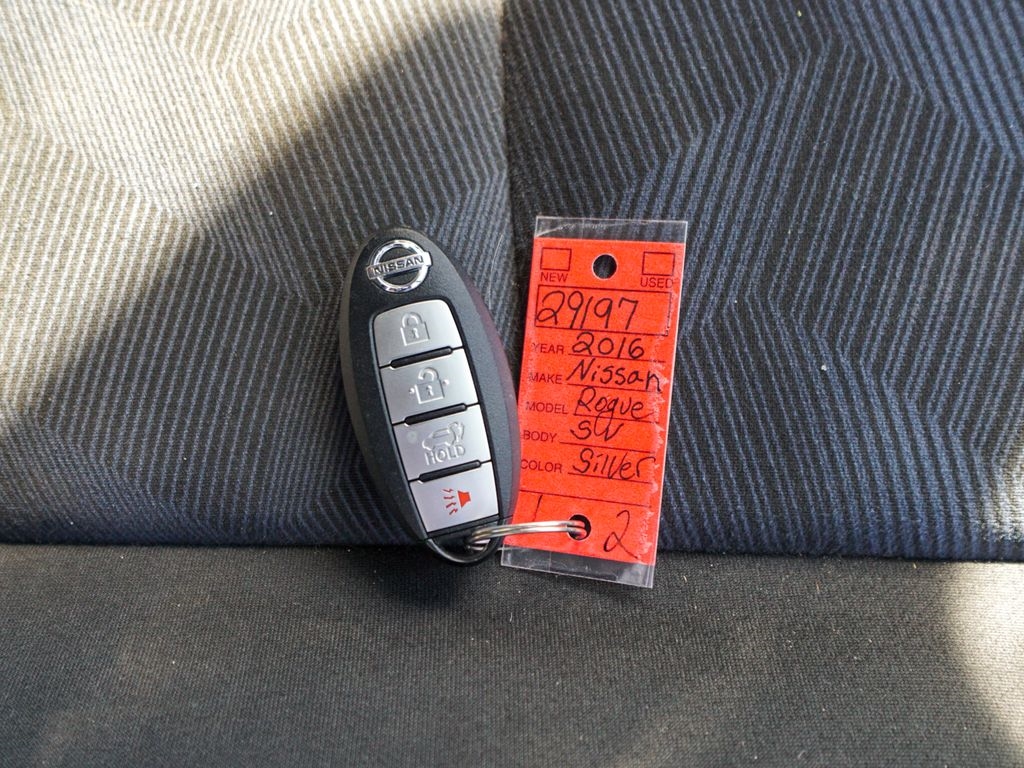 NISSAN
HOLD
NEW USED
29197
YEAR 2016
MAKE Nissan
MODEL Rogue
BODY SV
COLOR Silver
2